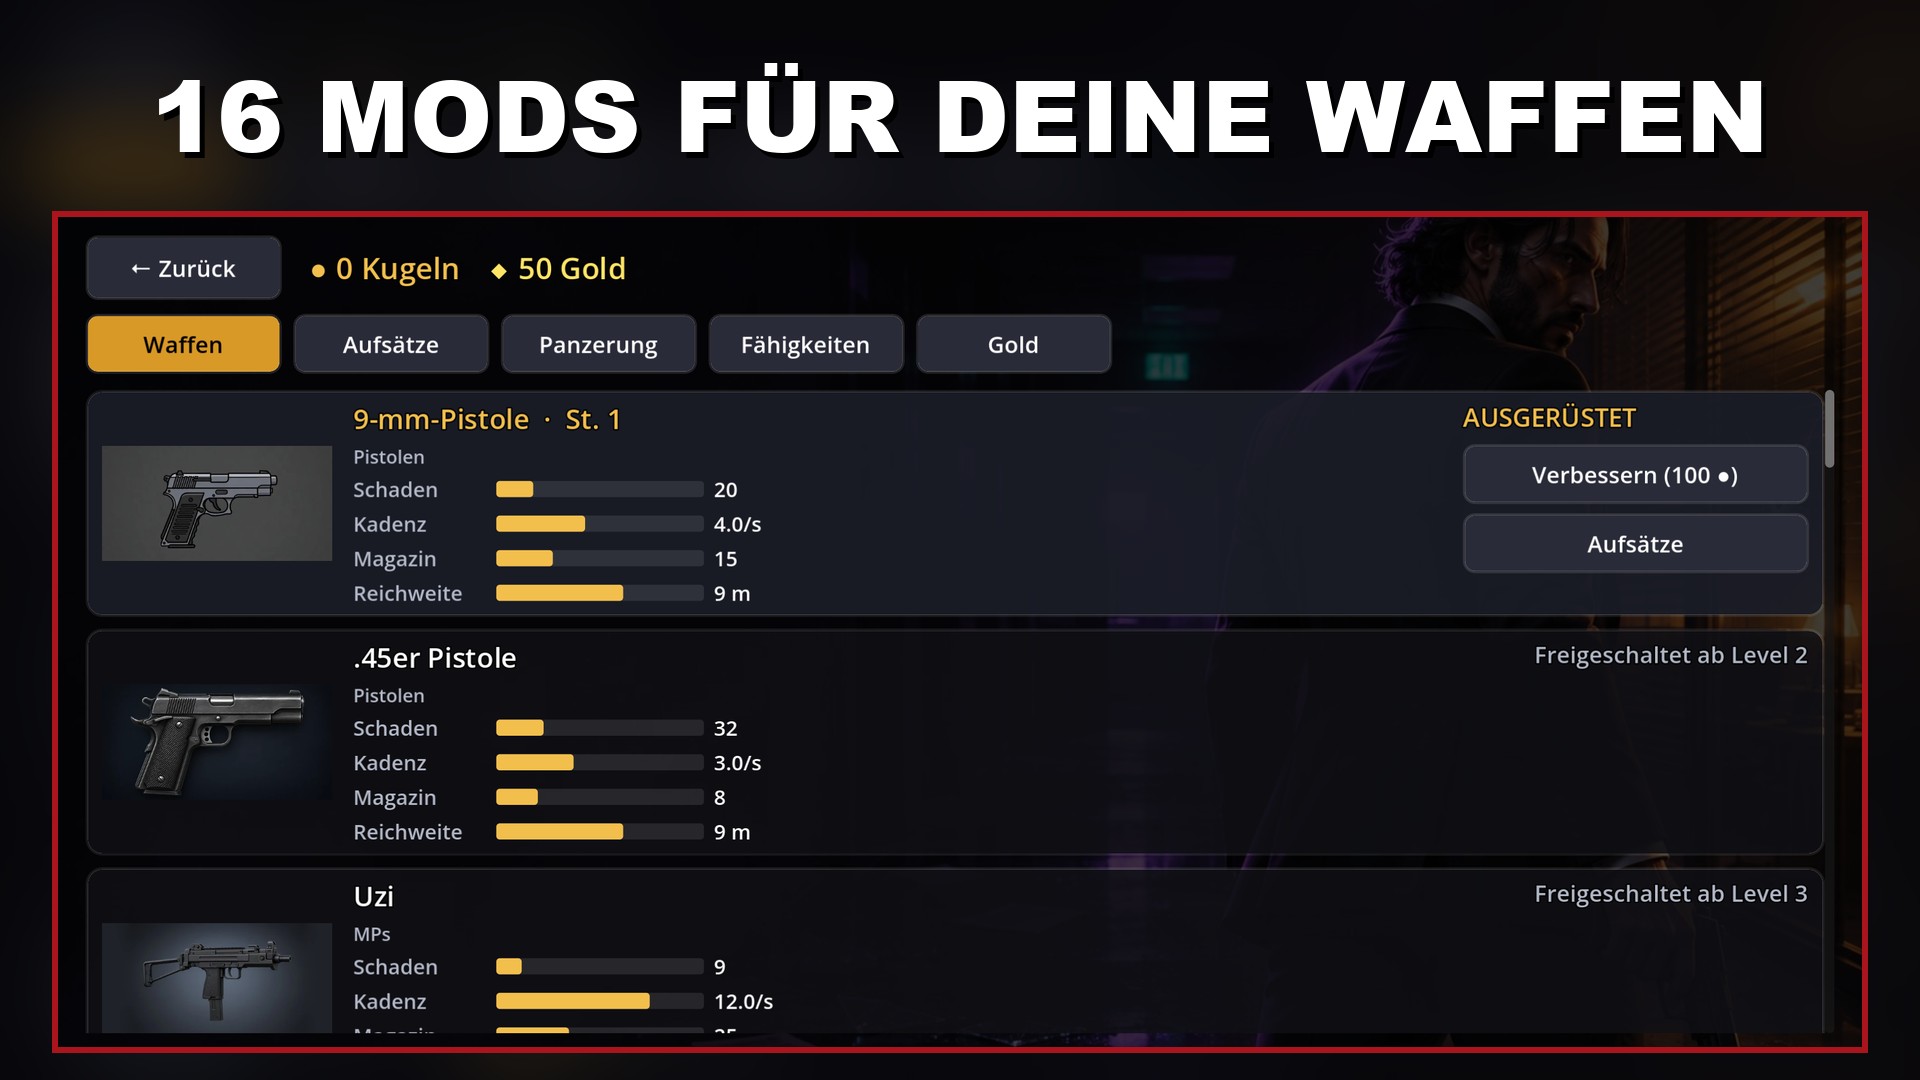 16 MODS FÜR DEINE WAFFEN
← Zurück ● 0 Kugeln ◆ 50 Gold
Waffen Aufsätze Panzerung Fähigkeiten Gold
9-mm-Pistole · St. 1 AUSGERÜSTET
Pistolen
Schaden 20
Verbessern (100 ●)
Kadenz 4.0/s
Magazin 15
Aufsätze
Reichweite 9 m
.45er Pistole Freigeschaltet ab Level 2
Pistolen
Schaden 32
Kadenz 3.0/s
Magazin 8
Reichweite 9 m
Uzi Freigeschaltet ab Level 3
MPs
Schaden 9
Kadenz 12.0/s